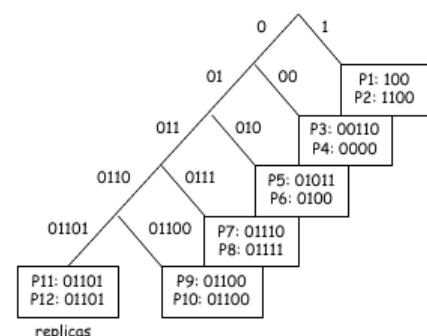 0
1
01
00
P1: 100
P2: 1100
011
010
P3: 00110
P4: 0000
0110
0111
P5: 01011
P6: 0100
01101
01100
P7: 01110
P8: 01111
P11: 01101
P12: 01101
P9: 01100
P10: 01100
replicas